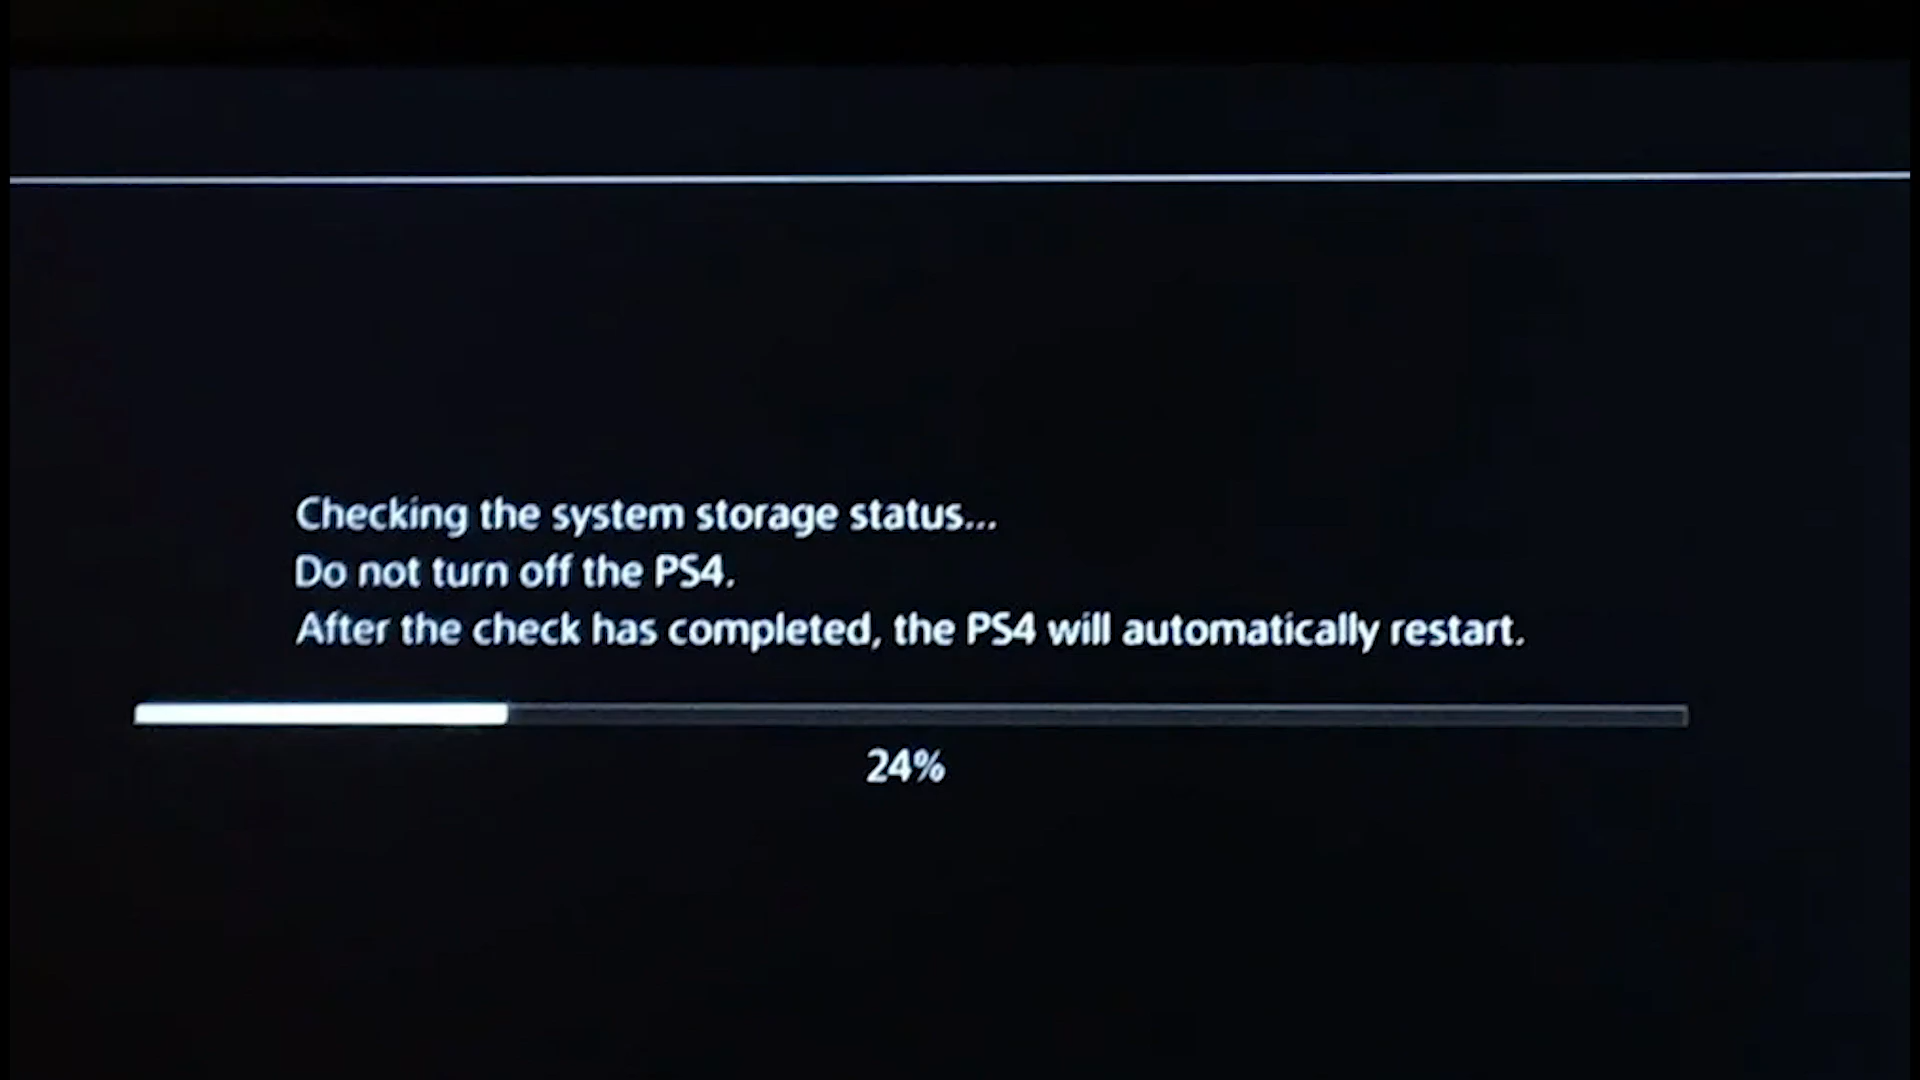 Checking the system storage status...
Do not turn off the PS4.
After the check has completed, the PS4 will automatically restart.
24%